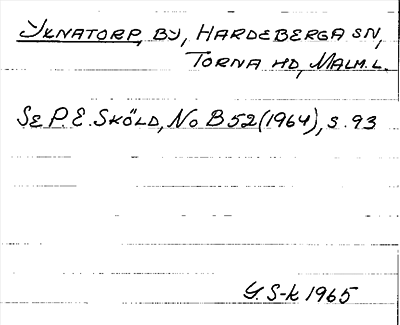 YKNATORP, BY, HARDEBERGA SN,
TORNA HD, MALM.L.
SE P.E. SKÖLD, NO B 52 (1964), S. 93
G. S-k 1965